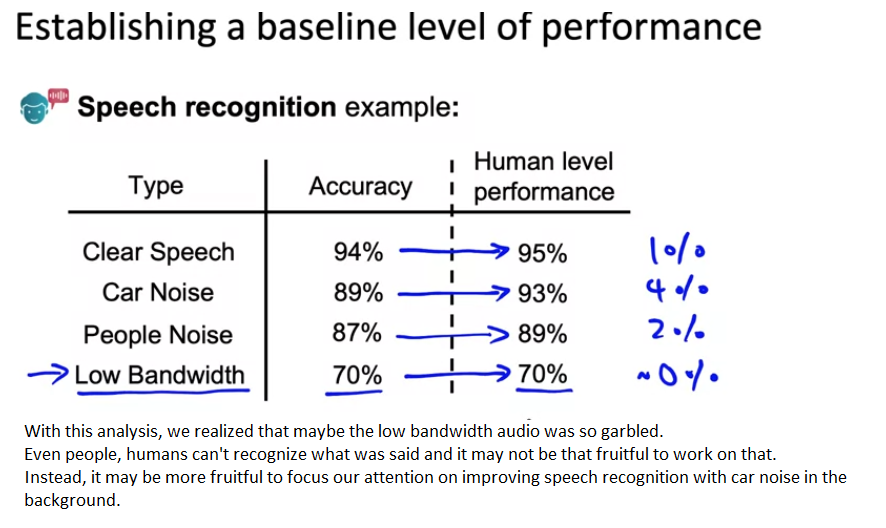 Establishing a baseline level of performance
Speech recognition example:
Type Accuracy Human level performance
Clear Speech 94% 95% 1%
Car Noise 89% 93% 4%
People Noise 87% 89% 2%
Low Bandwidth 70% 70% ~0%
With this analysis, we realized that maybe the low bandwidth audio was so garbled.
Even people, humans can't recognize what was said and it may not be that fruitful to work on that.
Instead, it may be more fruitful to focus our attention on improving speech recognition with car noise in the
background.